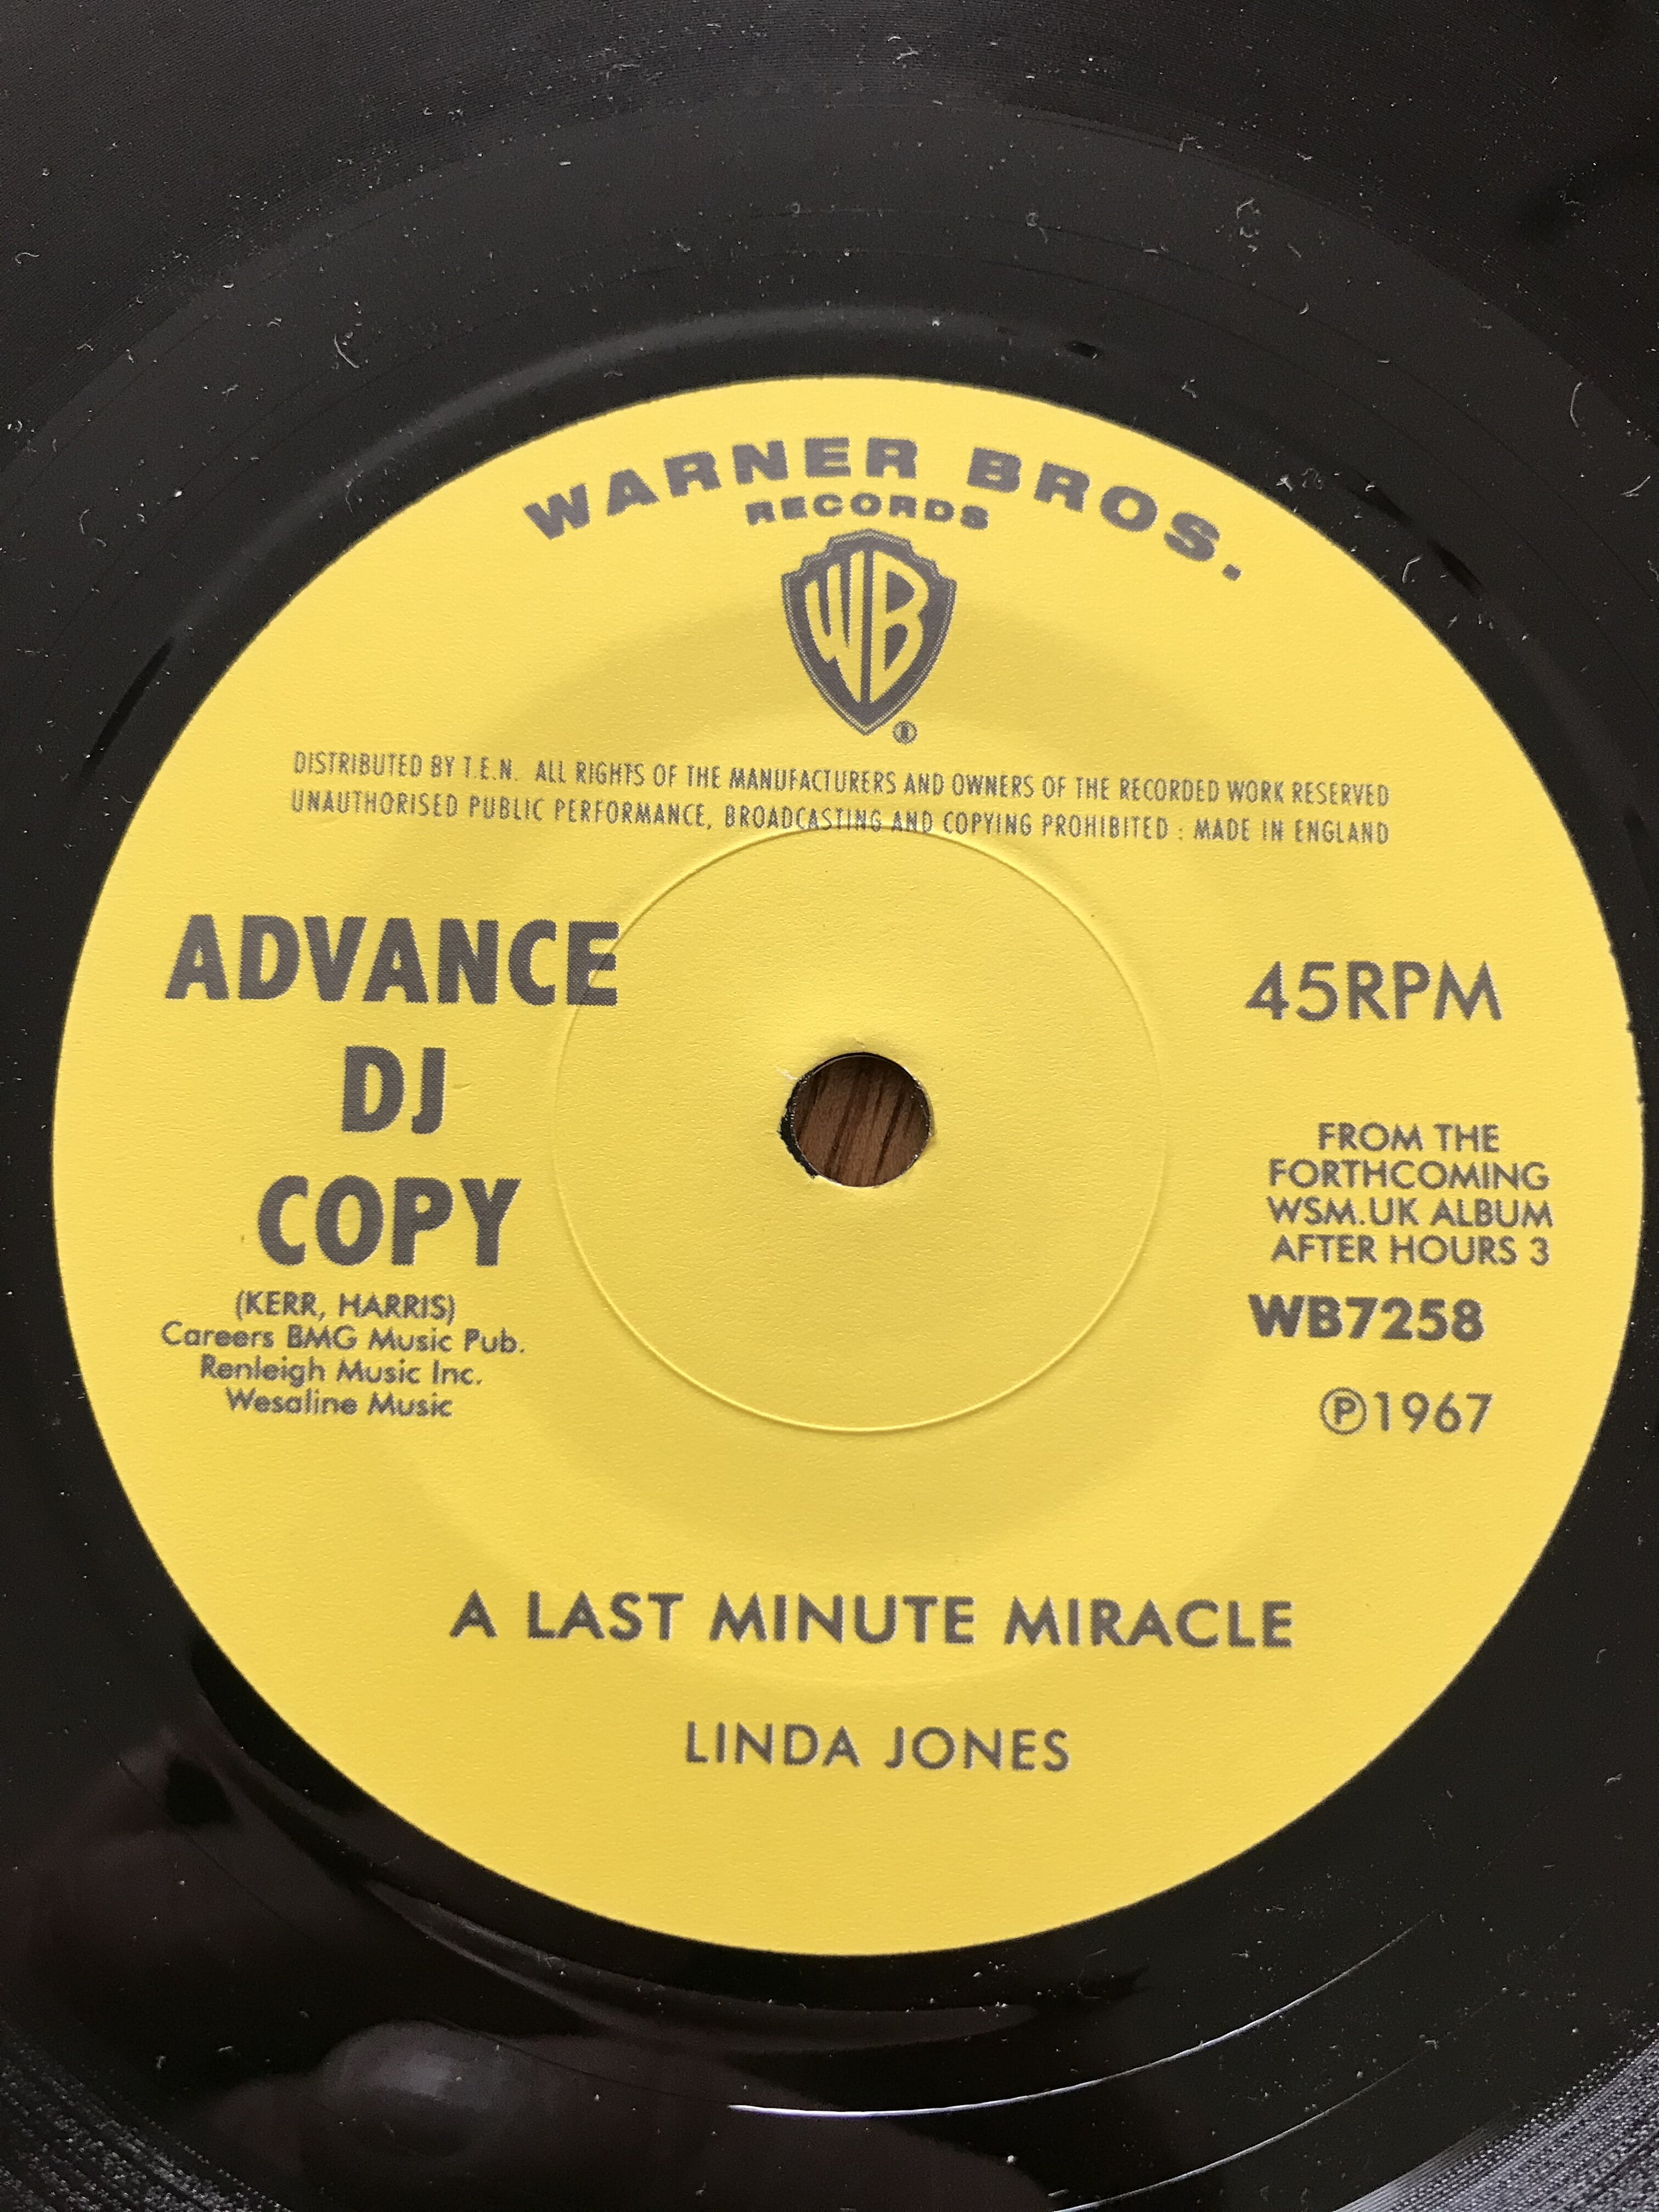 WARNER BROS.
RECORDS
WB
®
DISTRIBUTED BY T.E.N. ALL RIGHTS OF THE MANUFACTURERS AND OWNERS OF THE RECORDED WORK RESERVED
UNAUTHORISED PUBLIC PERFORMANCE, BROADCASTING AND COPYING PROHIBITED : MADE IN ENGLAND
ADVANCE
DJ
COPY
(KERR, HARRIS)
Careers BMG Music Pub.
Renleigh Music Inc.
Wesaline Music
45RPM
FROM THE
FORTHCOMING
WSM.UK ALBUM
AFTER HOURS 3
WB7258
℗1967
A LAST MINUTE MIRACLE
LINDA JONES